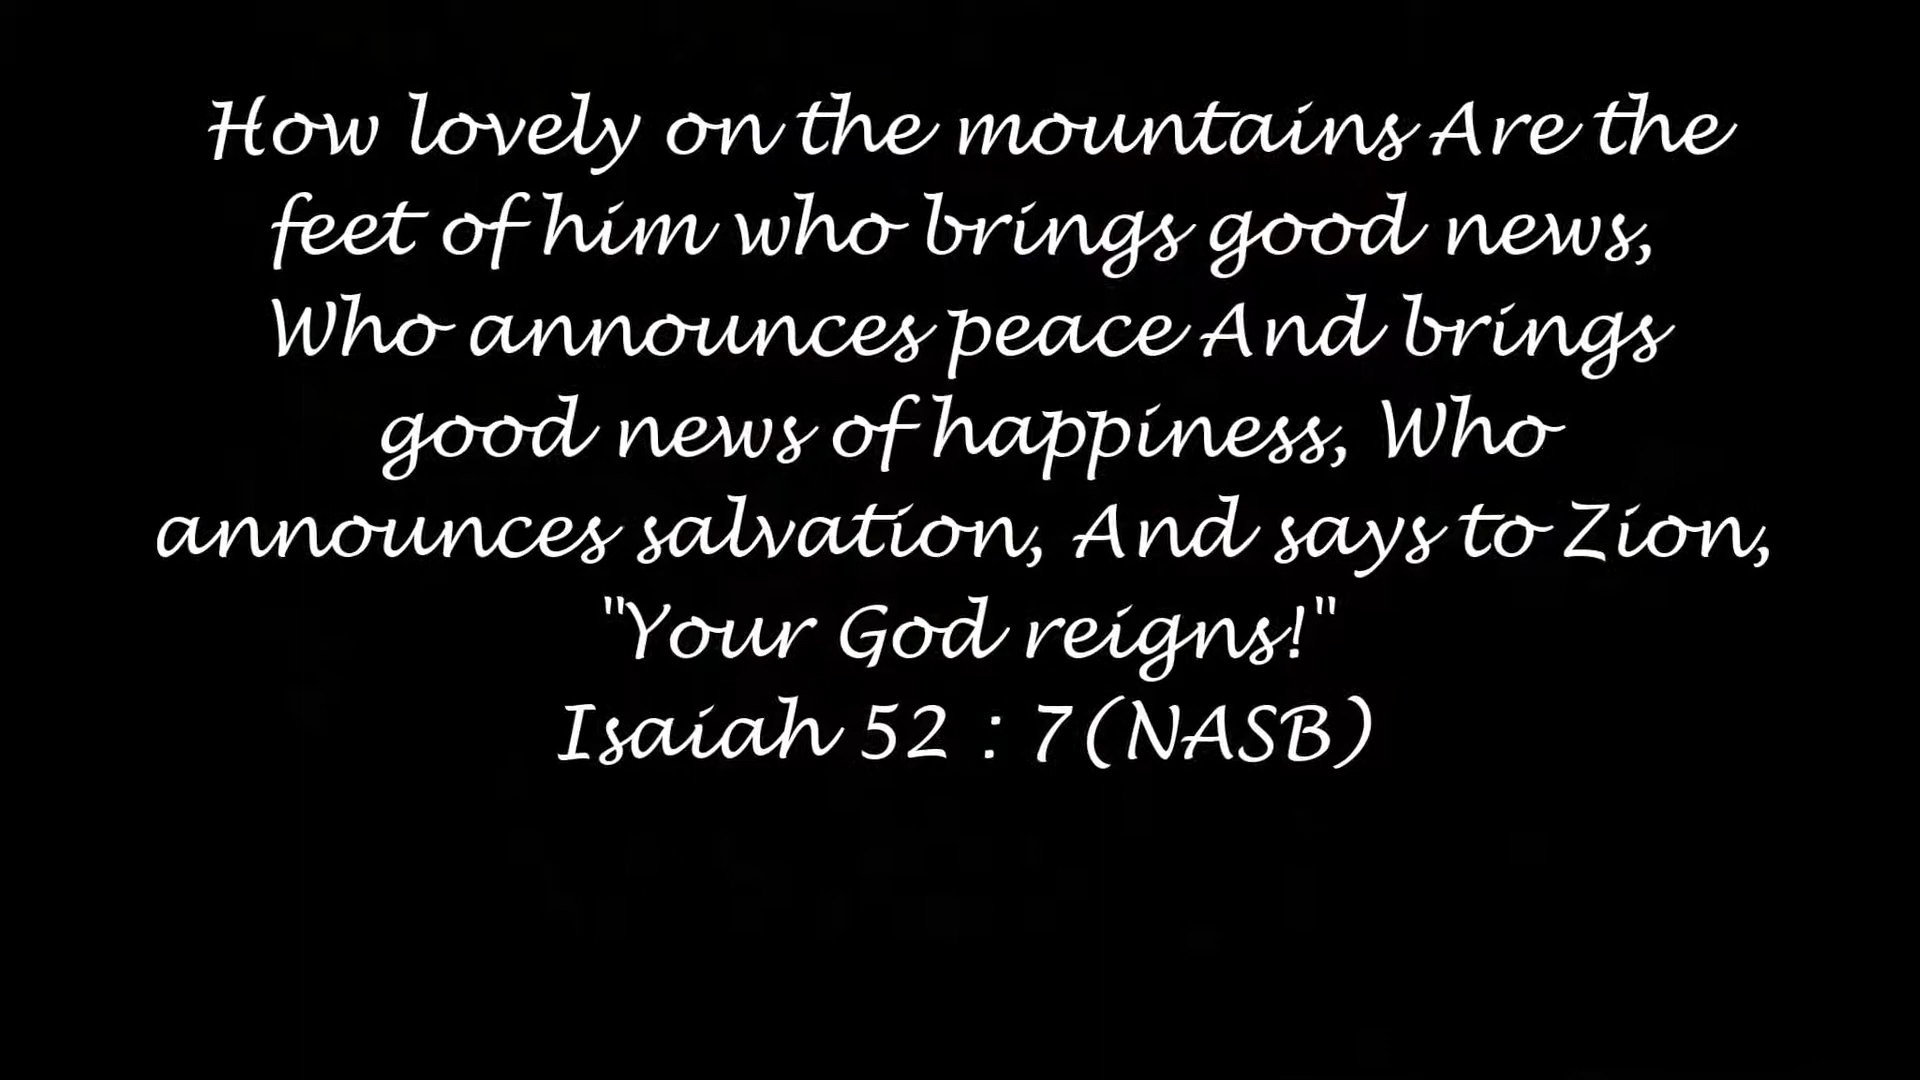 How lovely on the mountains Are the
feet of him who brings good news,
Who announces peace And brings
good news of happiness, Who
announces salvation, And says to Zion,
"Your God reigns!"
Isaiah 52 : 7(NASB)